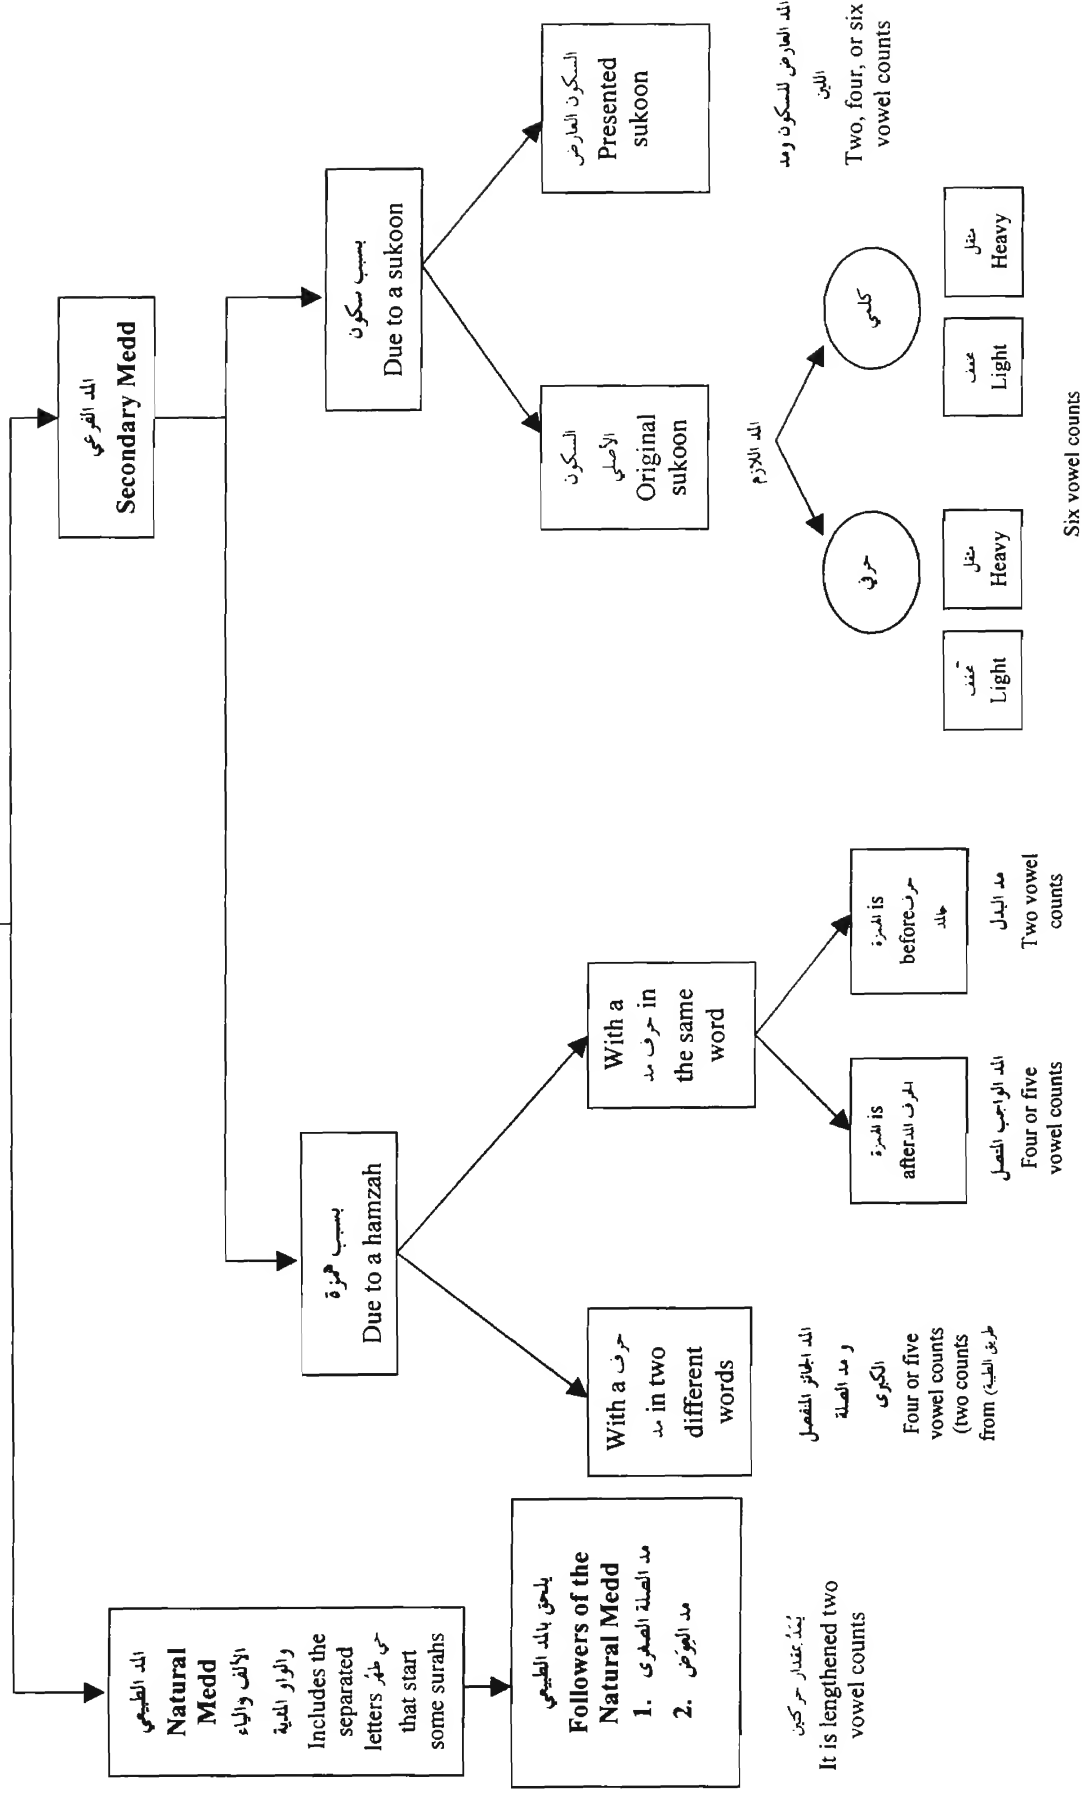 المد الطبيعي
Natural
Medd
الألف والياء
والواو المدية
Includes the
separated
letters حي طهُر
that start
some surahs
يلحق بالمد الطبيعي
Followers of the
Natural Medd
1. مد الصلة الصغرى
2. مد العِوَض
يُمَدُّ بمقدار حركتين
It is lengthened two
vowel counts
المد الفرعي
Secondary Medd
بسبب همزة
Due to a hamzah
With a حرف
مد in two
different
words
المد الجائز المنفصل
و مد الصلة
الكبرى
Four or five
vowel counts
(two counts
from طريق الطيبة)
With a
حرف مد in
the same
word
الهمزة is
after الحرف المد
المد الواجب المتصل
Four or five
vowel counts
الهمزة is
before حرف
المد
مد البدل
Two vowel
counts
بسبب سكون
Due to a sukoon
السكون
الأصلي
Original
sukoon
المد اللازم
حرفي
مخفف
Light
مثقل
Heavy
كلمي
مخفف
Light
مثقل
Heavy
Six vowel counts
السكون العارض
Presented
sukoon
المد العارض للسكون ومد
اللين
Two, four, or six
vowel counts